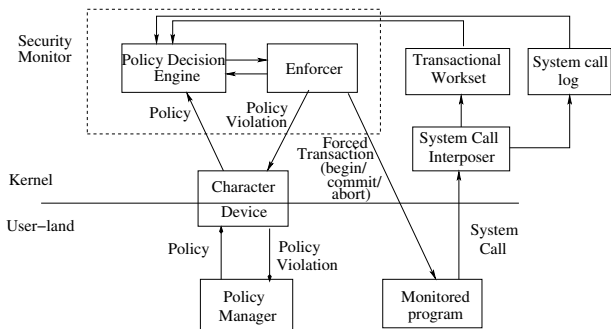 Security
Monitor
Policy Decision
Engine
Enforcer
Transactional
Workset
System call
log
Policy
Policy
Violation
Forced
Transaction
(begin/
commit/
abort)
System Call
Interposer
Kernel
Character
Device
User−land
Policy
Policy
Violation
System
Call
Policy
Manager
Monitored
program